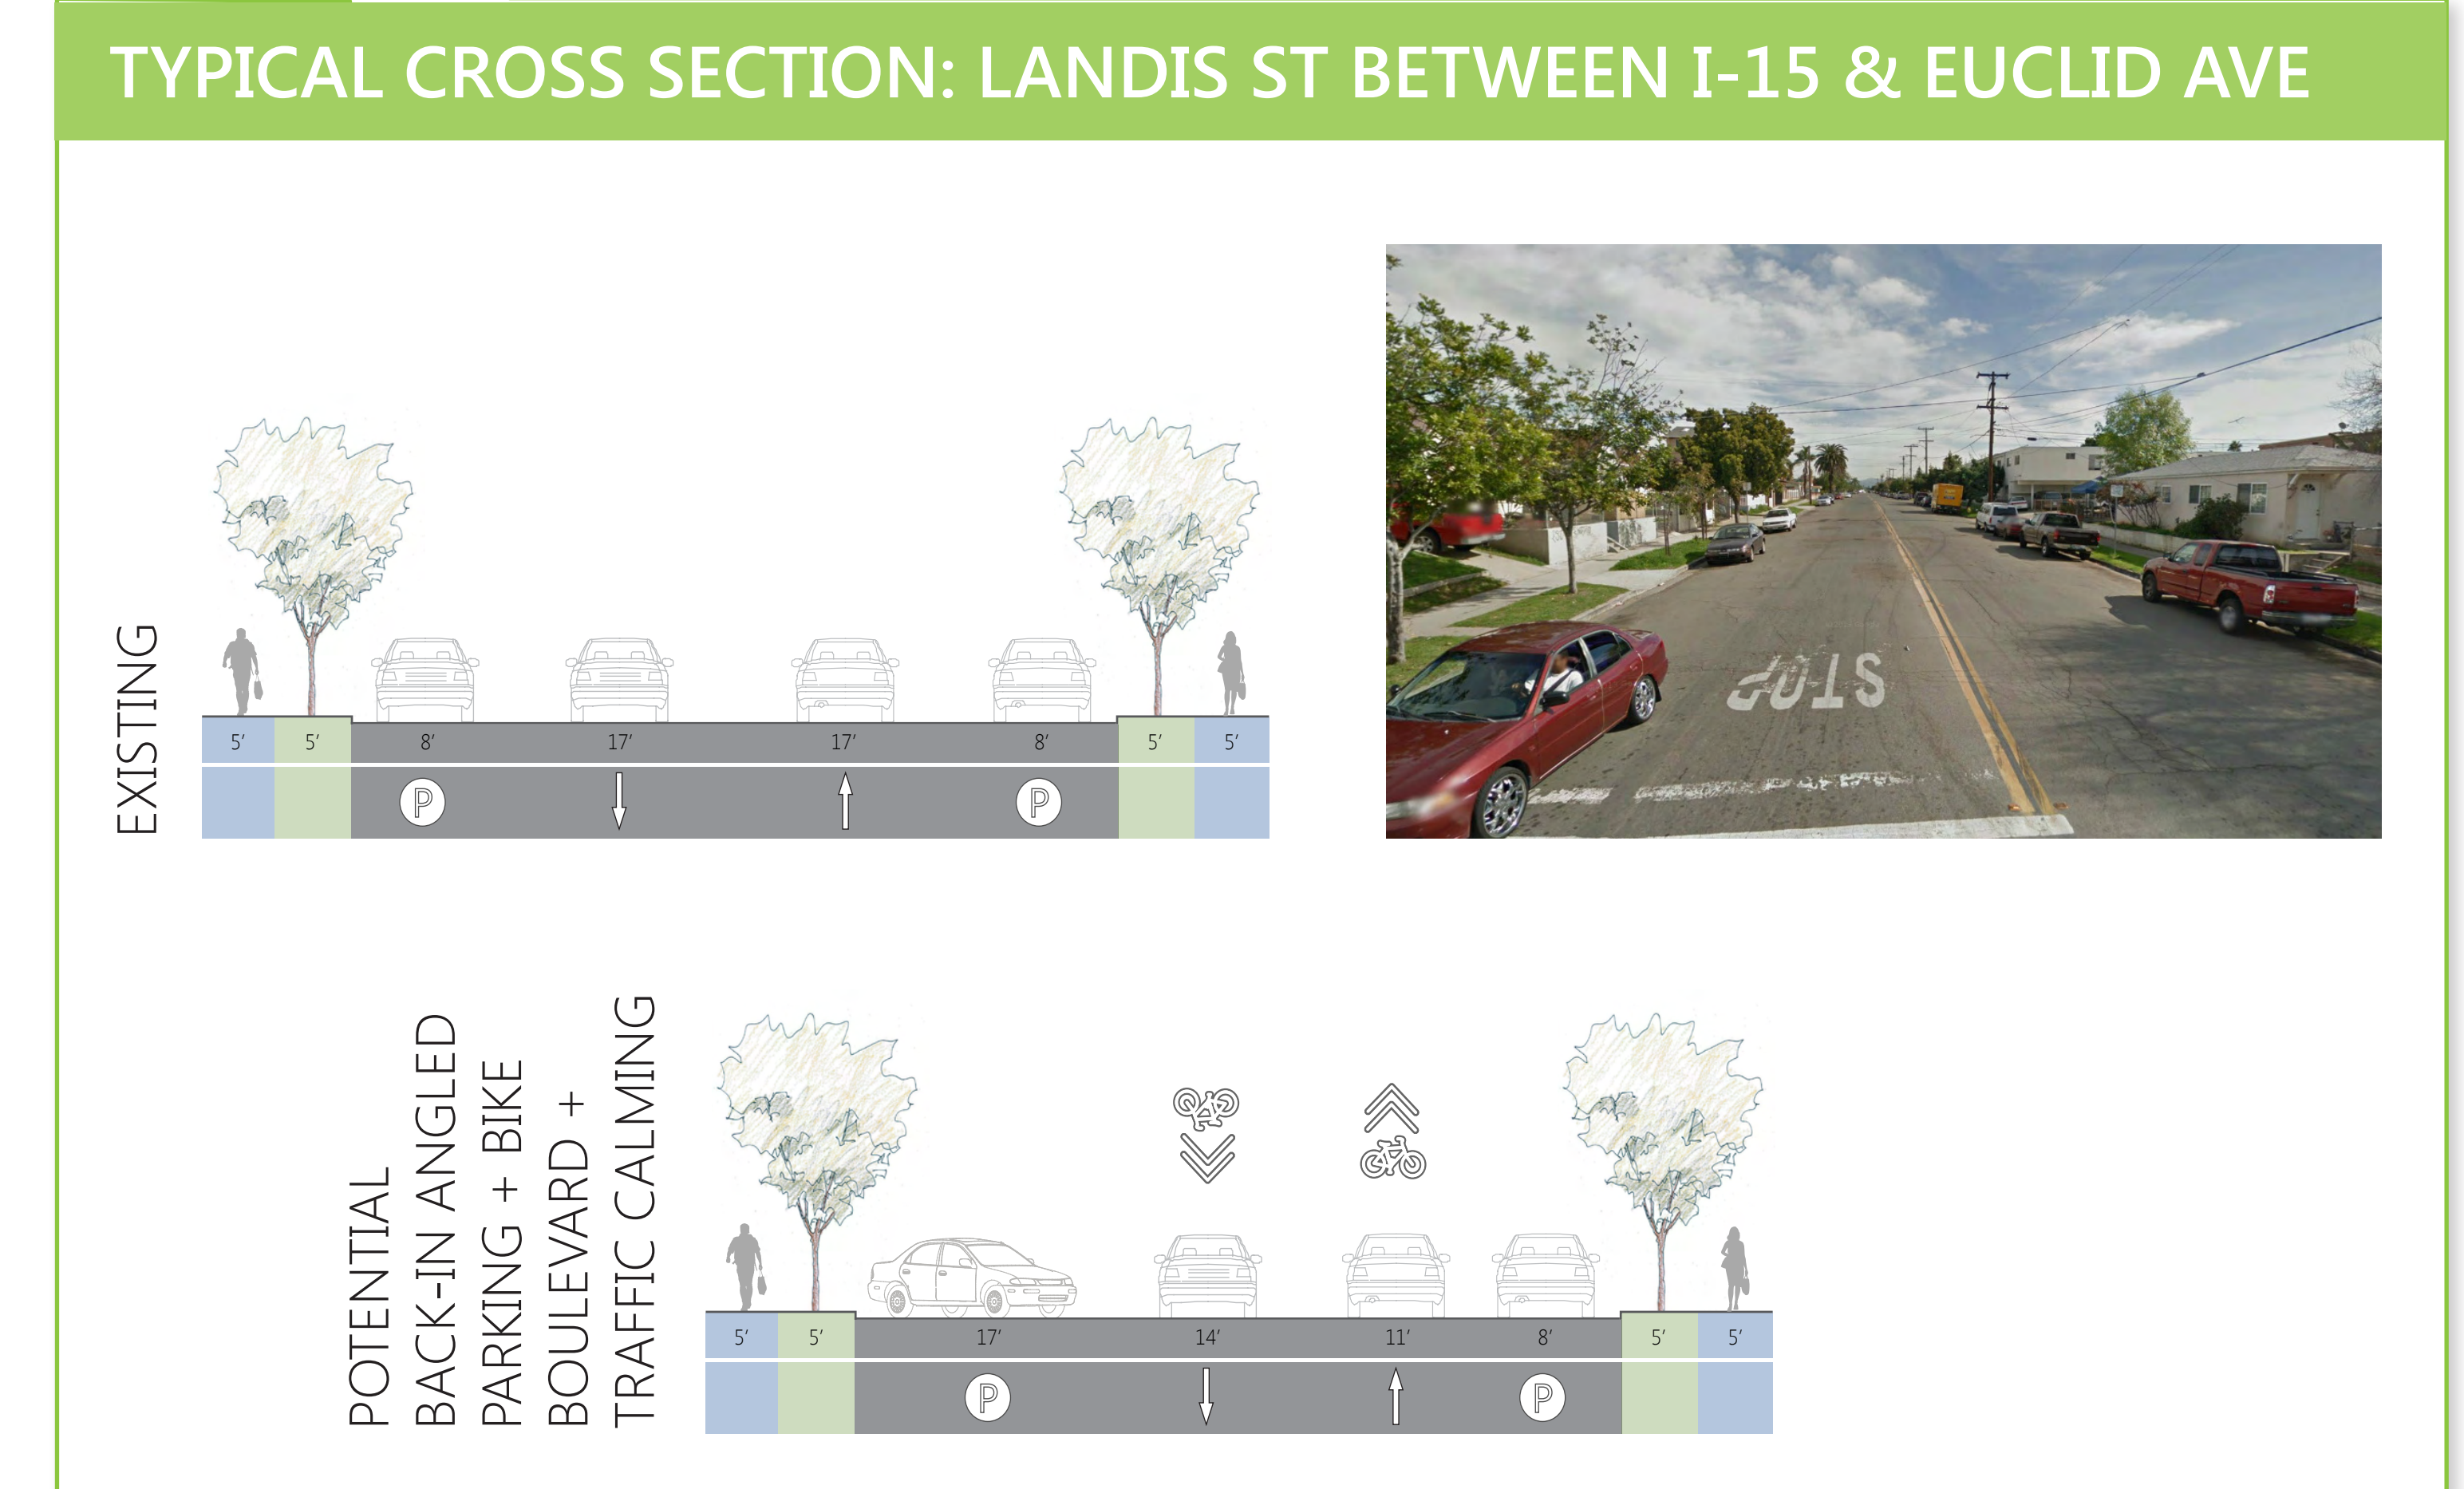 TYPICAL CROSS SECTION: LANDIS ST BETWEEN I-15 & EUCLID AVE
EXISTING
5’ 5’ 8’ 17’ 17’ 8’ 5’ 5’
P P
STOP
POTENTIAL
BACK-IN ANGLED
PARKING + BIKE
BOULEVARD +
TRAFFIC CALMING
5’ 5’ 17’ 14’ 11’ 8’ 5’ 5’
P P